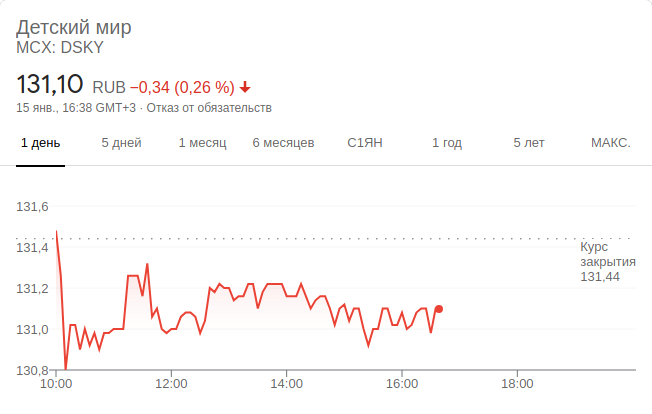 Детский мир
MCX: DSKY
131,10 RUB −0,34 (0,26 %)
15 янв., 16:38 GMT+3 · Отказ от обязательств
1 день 5 дней 1 месяц 6 месяцев С1ЯН 1 год 5 лет МАКС.
131,6
131,4
131,2
131,0
130,8
Курс
закрытия
131,44
10:00 12:00 14:00 16:00 18:00